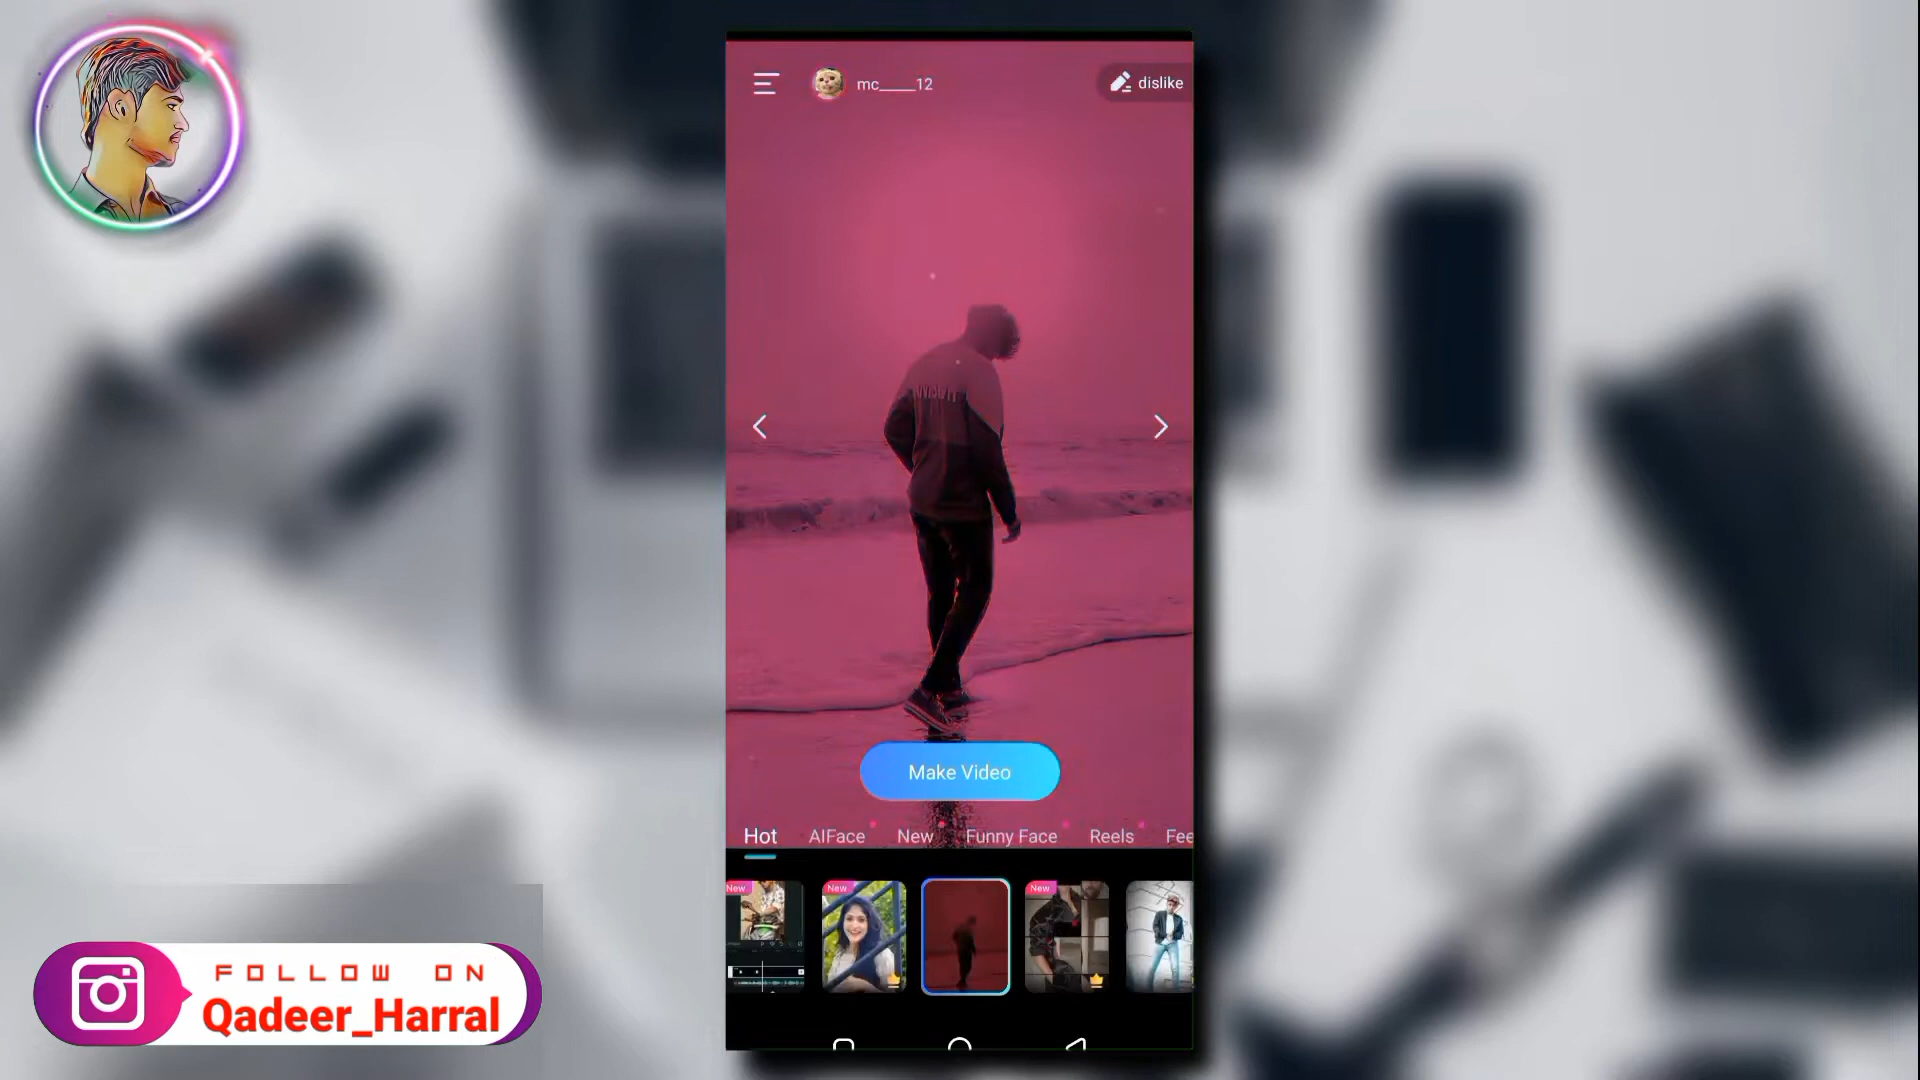 mc____12
dislike
Make Video
Hot AIFace New Funny Face Reels Fee
New New New
FOLLOW ON
Qadeer_Harral